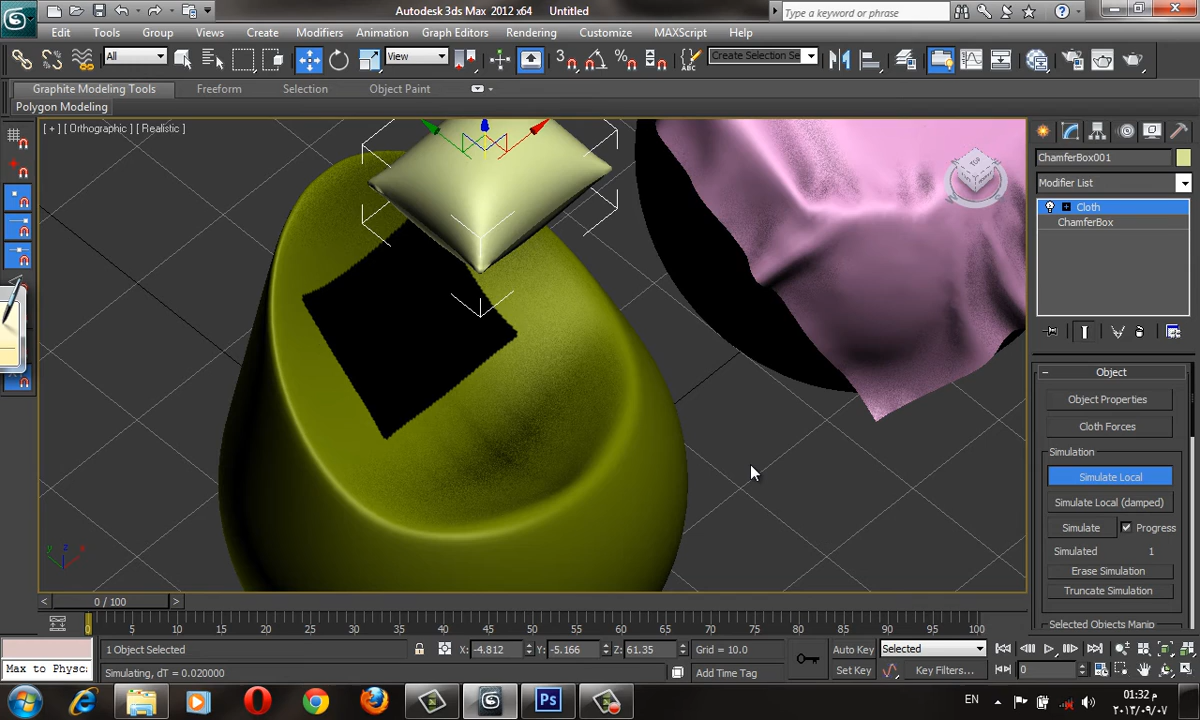 Autodesk 3ds Max 2012 x64    Untitled
Type a keyword or phrase
Edit Tools Group Views Create Modifiers Animation Graph Editors Rendering Customize MAXScript Help
All View Create Selection Se
Graphite Modeling Tools Freeform Selection Object Paint
Polygon Modeling
[ + ] [ Orthographic ] [ Realistic ]
TOP
ChamferBox001
Modifier List
Cloth
ChamferBox
Object
Object Properties
Cloth Forces
Simulation
Simulate Local
Simulate Local (damped)
Simulate Progress
Simulated 1
Erase Simulation
Truncate Simulation
Selected Objects Manip
z
y x
< 0 / 100 >
0 5 10 15 20 25 30 35 40 45 50 55 60 65 70 75 80 85 90 95 100
1 Object Selected X: -4.812 Y: -5.166 Z: 61.35 Grid = 10.0 Auto Key Selected
Max to Physca Simulating, dT = 0.020000 Add Time Tag Set Key Key Filters... 0
Ps
EN
م 01:32
٢٠١٣/٠٩/٠٧